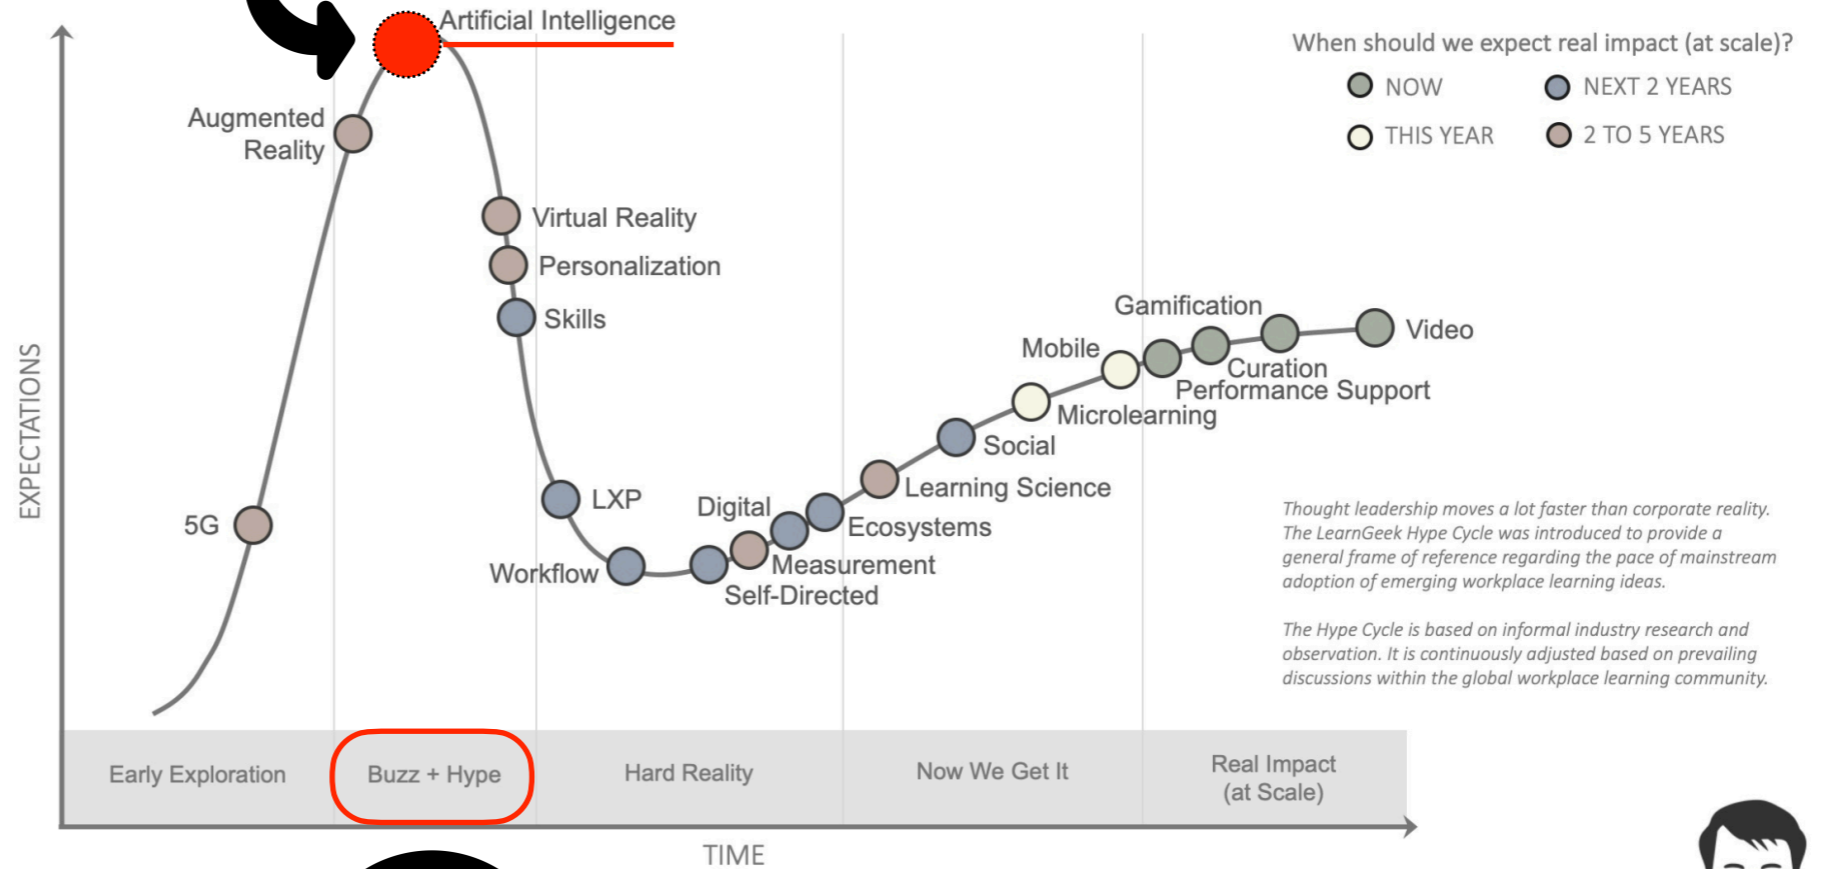 Artificial Intelligence
When should we expect real impact (at scale)?
NOW
NEXT 2 YEARS
THIS YEAR
2 TO 5 YEARS
Augmented
Reality
Virtual Reality
Personalization
Skills
Gamification
Video
Mobile
Curation
Performance Support
Microlearning
Social
Learning Science
LXP
Digital
5G
Ecosystems
Workflow
Measurement
Self-Directed
EXPECTATIONS
Thought leadership moves a lot faster than corporate reality.
The LearnGeek Hype Cycle was introduced to provide a
general frame of reference regarding the pace of mainstream
adoption of emerging workplace learning ideas.
The Hype Cycle is based on informal industry research and
observation. It is continuously adjusted based on prevailing
discussions within the global workplace learning community.
Early Exploration
Buzz + Hype
Hard Reality
Now We Get It
Real Impact
(at Scale)
TIME